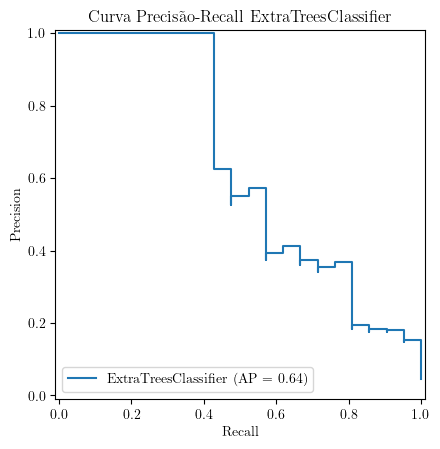 Curva Precisão-Recall ExtraTreesClassifier
1.0
0.8
0.6
0.4
0.2
0.0
Precision
ExtraTreesClassifier (AP = 0.64)
0.0 0.2 0.4 0.6 0.8 1.0
Recall